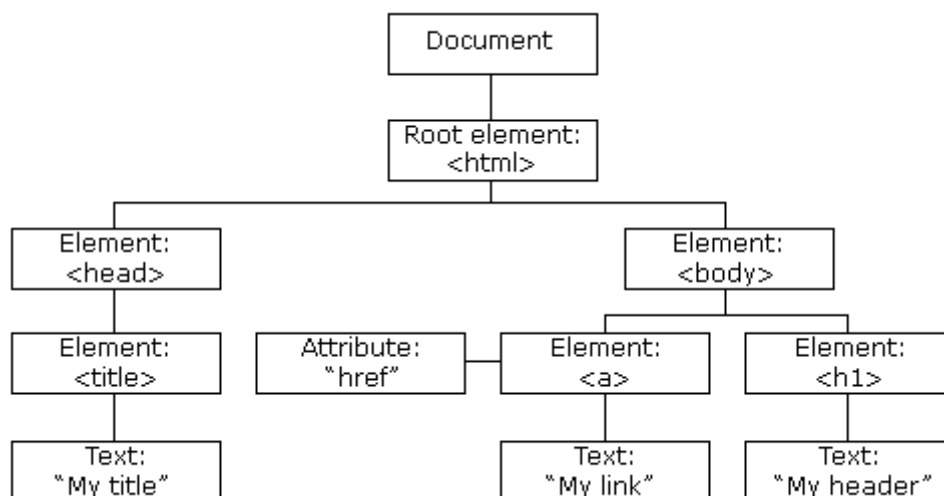 Document
Root element:
<html>
Element:
<head>
Element:
<body>
Element:
<title>
Attribute:
"href"
Element:
<a>
Element:
<h1>
Text:
"My title"
Text:
"My link"
Text:
"My header"